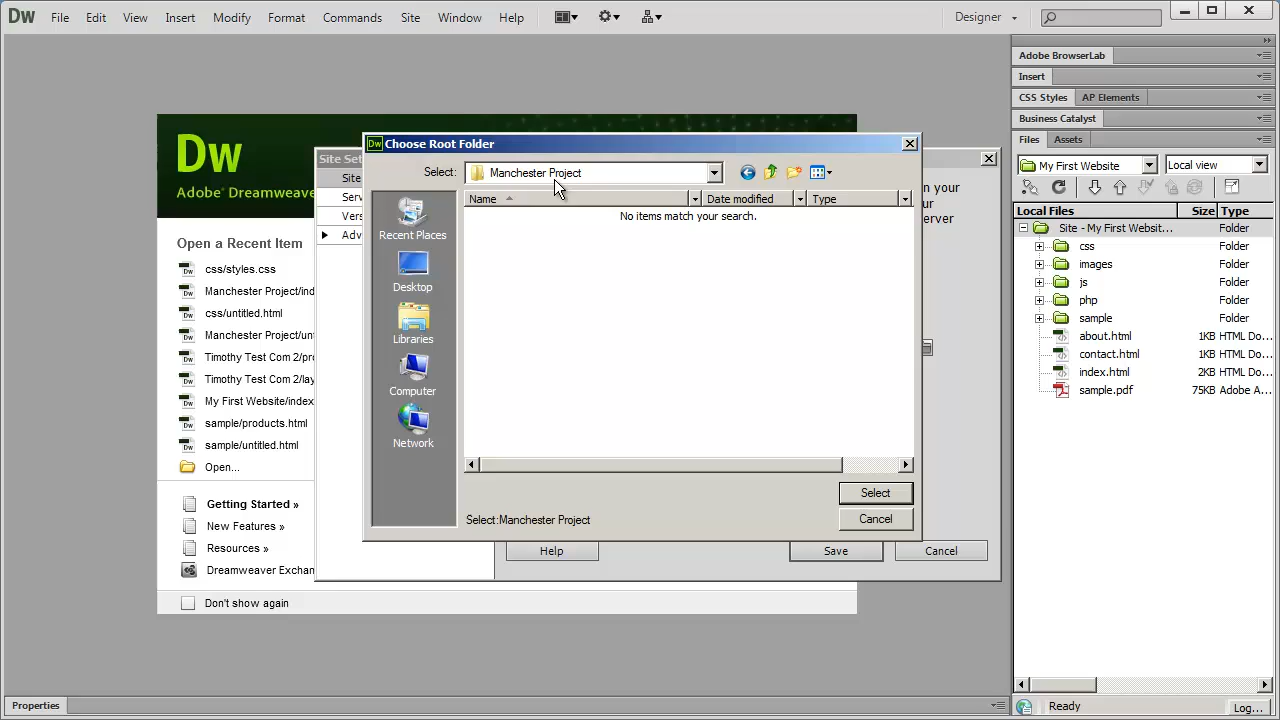 Dw File Edit View Insert Modify Format Commands Site Window Help Designer
Adobe BrowserLab
Insert
CSS Styles AP Elements
Business Catalyst
Files Assets
My First Website Local view
Local Files Size Type
Site - My First Websit... Folder
css Folder
images Folder
js Folder
php Folder
sample Folder
about.html 1KB HTML Do...
contact.html 1KB HTML Do...
index.html 2KB HTML Do...
sample.pdf 75KB Adobe A...
Ready Log...
Dw
Adobe® Dreamweaver
Open a Recent Item
css/styles.css
Manchester Project/ind
css/untitled.html
Manchester Project/unt
Timothy Test Com 2/pr
Timothy Test Com 2/lay
My First Website/index
sample/products.html
sample/untitled.html
Open...
Getting Started »
New Features »
Resources »
Dreamweaver Exchan
Don't show again
Site Set
Site
Serv
Vers
Adv
n your
ur
erver
Help Save Cancel
Dw Choose Root Folder
Select: Manchester Project
Name Date modified Type
No items match your search.
Recent Places
Desktop
Libraries
Computer
Network
Select
Select:Manchester Project
Cancel
Properties